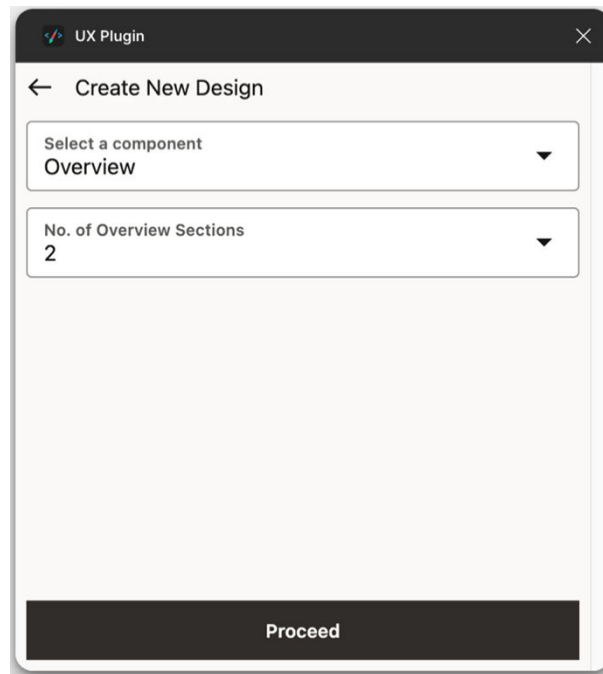 UX Plugin
Create New Design
Select a component
Overview
No. of Overview Sections
2
Proceed